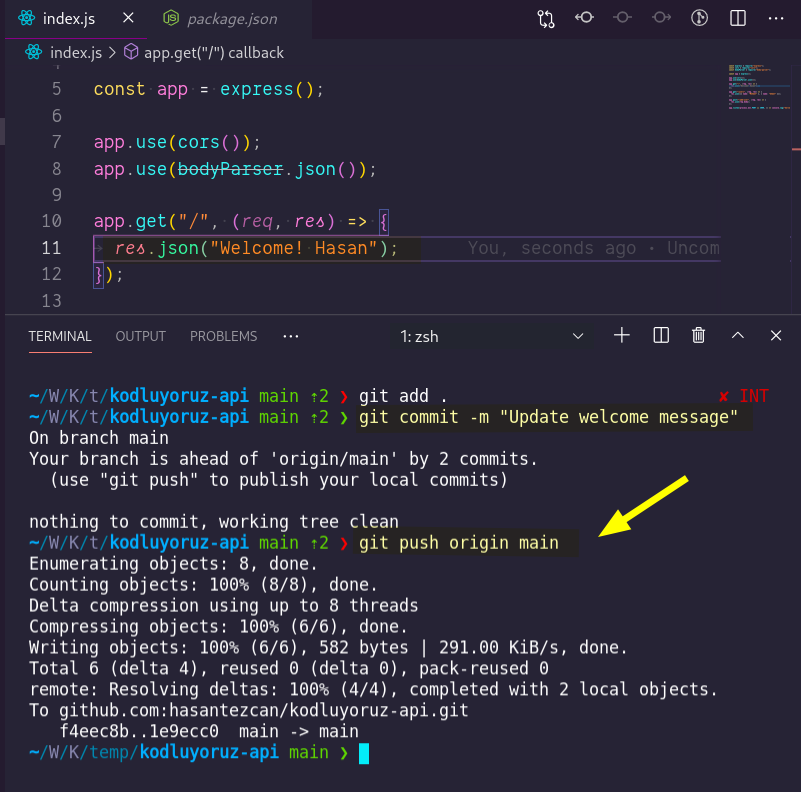 index.js
package.json
index.js > app.get("/") callback
5 const app = express();
6
7 app.use(cors());
8 app.use(bodyParser.json());
9
10 app.get("/", (req, res) => {
11 res.json("Welcome! Hasan"); You, seconds ago · Uncom
12 });
13
TERMINAL OUTPUT PROBLEMS ··· 1: zsh
~/W/K/t/kodluyoruz-api main ⇡2 ❯ git add . ✘ INT
~/W/K/t/kodluyoruz-api main ⇡2 ❯ git commit -m "Update welcome message"
On branch main
Your branch is ahead of 'origin/main' by 2 commits.
(use "git push" to publish your local commits)
nothing to commit, working tree clean
~/W/K/t/kodluyoruz-api main ⇡2 ❯ git push origin main
Enumerating objects: 8, done.
Counting objects: 100% (8/8), done.
Delta compression using up to 8 threads
Compressing objects: 100% (6/6), done.
Writing objects: 100% (6/6), 582 bytes | 291.00 KiB/s, done.
Total 6 (delta 4), reused 0 (delta 0), pack-reused 0
remote: Resolving deltas: 100% (4/4), completed with 2 local objects.
To github.com:hasantezcan/kodluyoruz-api.git
f4eec8b..1e9ecc0 main -> main
~/W/K/temp/kodluyoruz-api main ❯